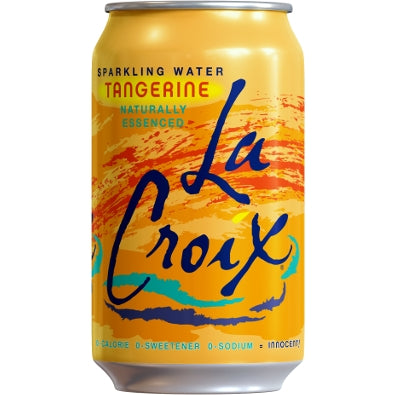 SPARKLING WATER
TANGERINE
NATURALLY
ESSENCED
La
Croix®
0-CALORIE 0-SWEETENER 0-SODIUM = INNOCENT!